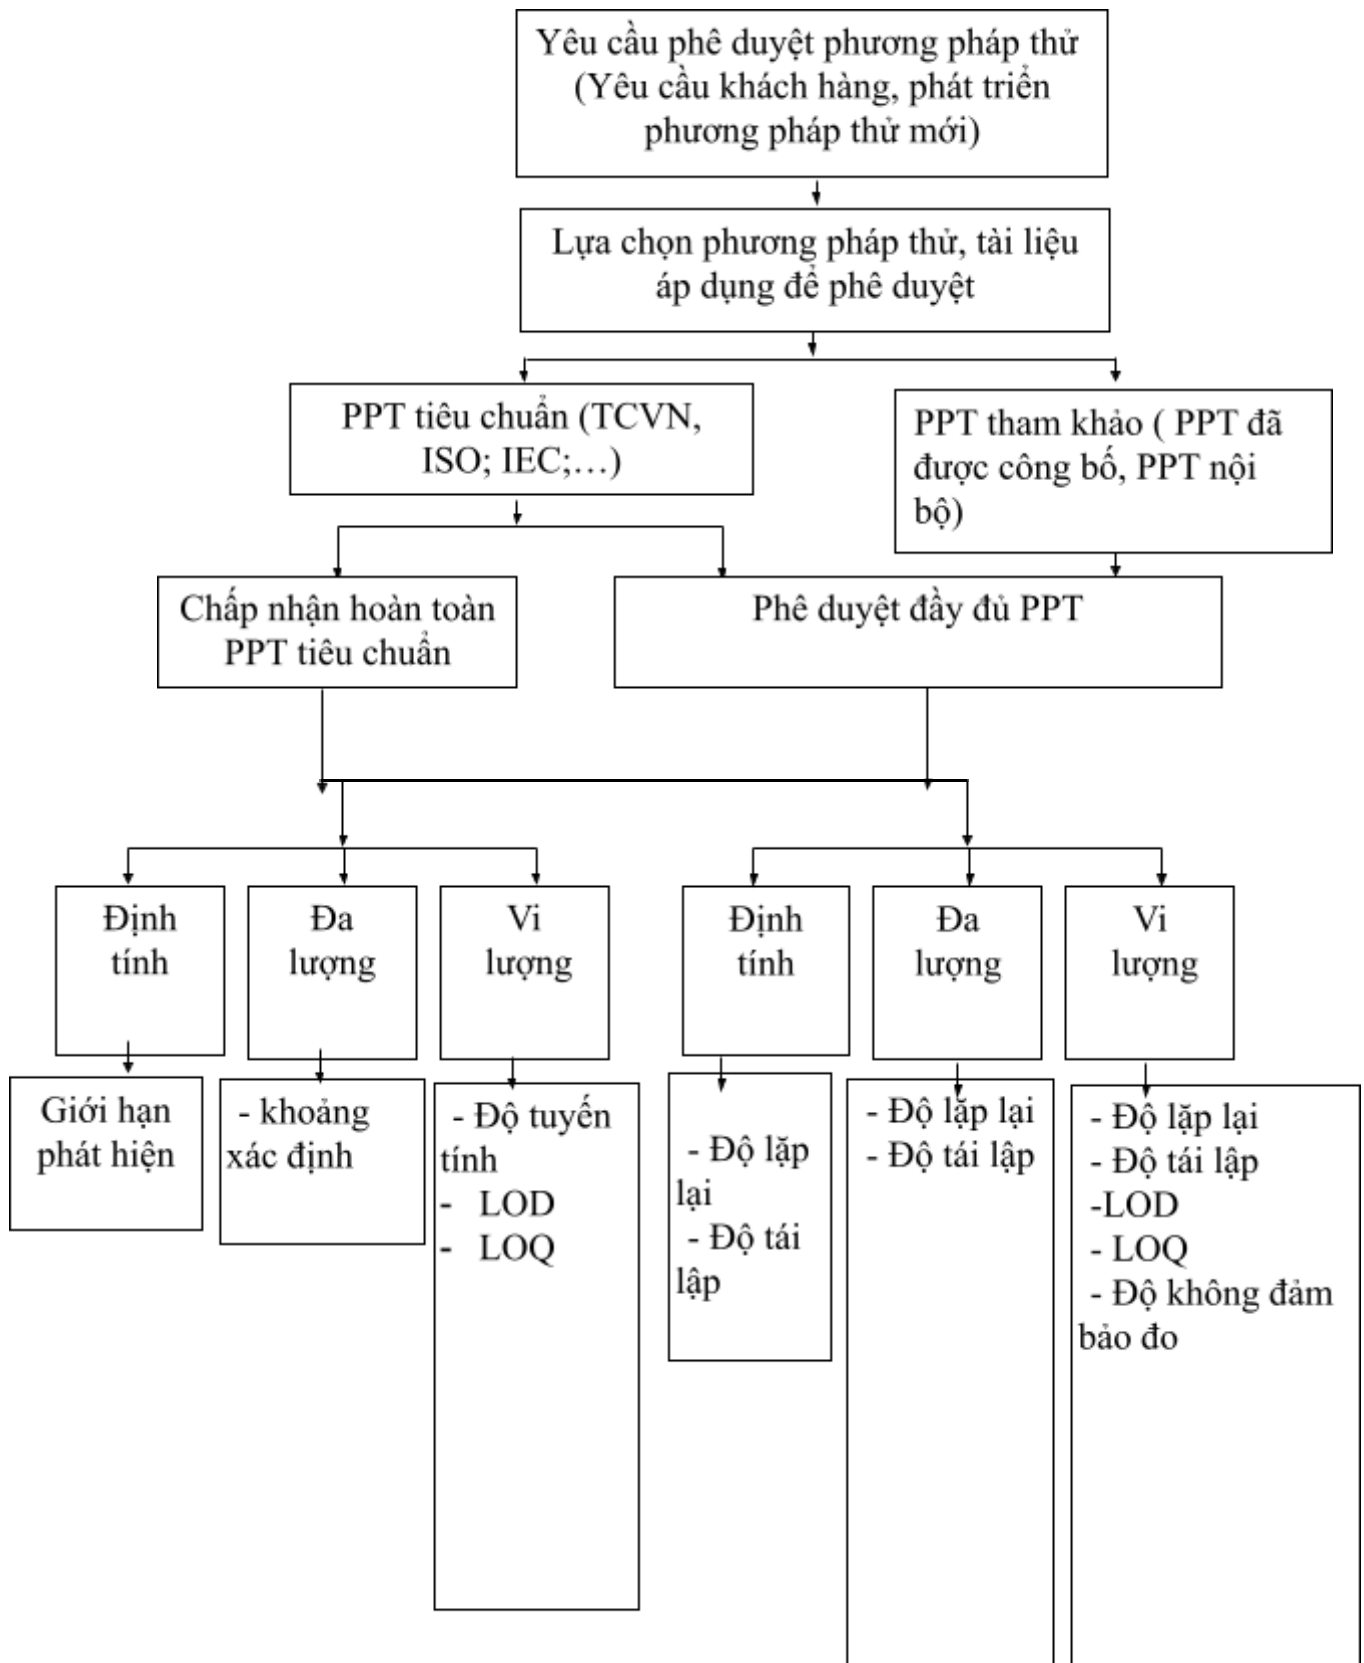 Yêu cầu phê duyệt phương pháp thử
(Yêu cầu khách hàng, phát triển
phương pháp thử mới)
Lựa chọn phương pháp thử, tài liệu
áp dụng để phê duyệt
PPT tiêu chuẩn (TCVN,
ISO; IEC;…)
PPT tham khảo ( PPT đã
được công bố, PPT nội
bộ)
Chấp nhận hoàn toàn
PPT tiêu chuẩn
Phê duyệt đầy đủ PPT
Định
tính
Đa
lượng
Vi
lượng
Định
tính
Đa
lượng
Vi
lượng
Giới hạn
phát hiện
- khoảng
xác định
- Độ tuyến
tính
- LOD
- LOQ
- Độ lặp
lại
- Độ tái
lập
- Độ lặp lại
- Độ tái lập
- Độ lặp lại
- Độ tái lập
-LOD
- LOQ
- Độ không đảm
bảo đo